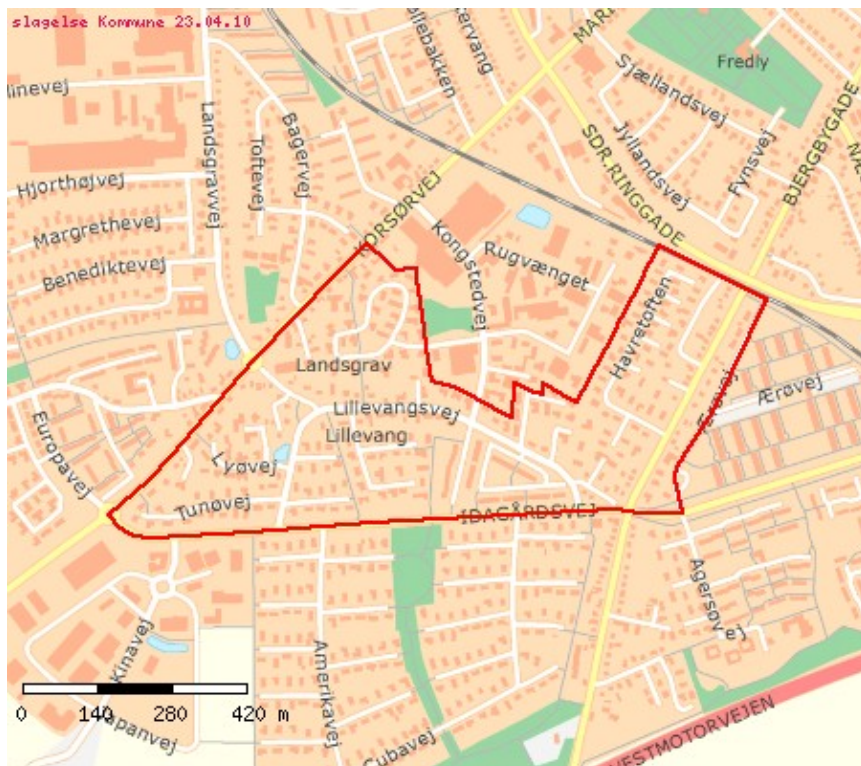 slagelse Kommune 23.04.10
Fredly
Sjællandsvej
Landsgravvej
Bagervej
Toftevej
Jyllandsvej
Fynsvej
SDR.RINGGADE
BJERGBYGADE
Hjorthøjvej
Margrethevej
Benediktevej
KORSØRVEJ
Kongstedvej
Rugvænget
Havretoften
Landsgrav
Lillevangsvej
Lillevang
Ærøvej
Ærøvej
Europavej
Lyøvej
Tunøvej
IDAGÅRDSVEJ
Agersøvej
Kinavej
Amerikavej
Cubavej
VESTMOTORVEJEN
0 140 280 420 m